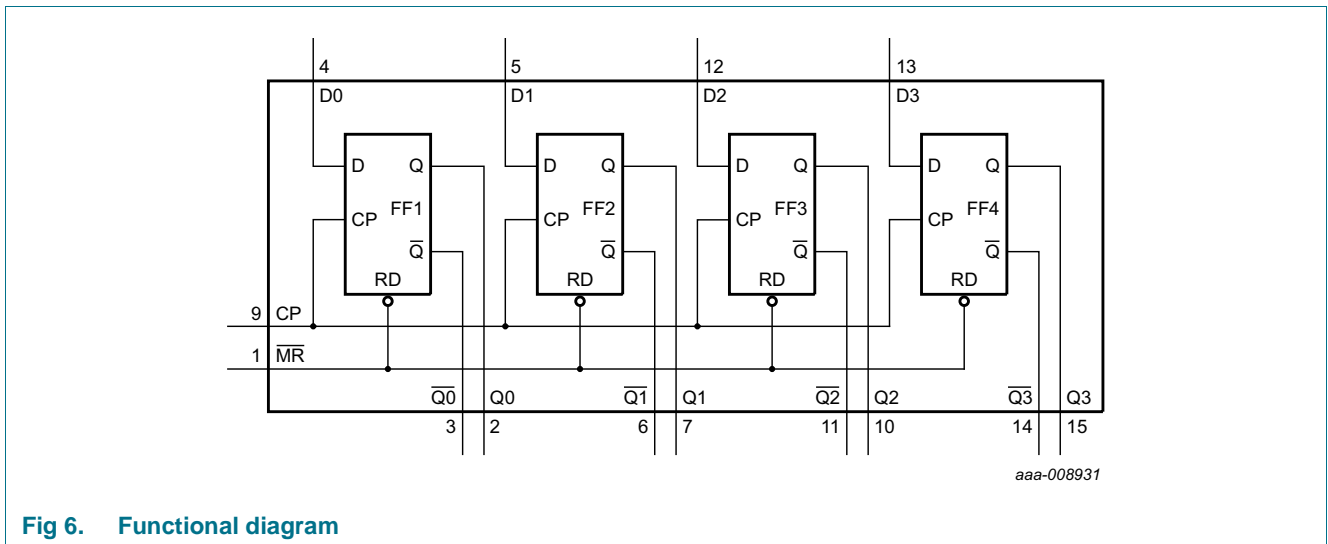 4 5 12 13
D0 D1 D2 D3
D Q D Q D Q D Q
FF1 FF2 FF3 FF4
CP CP CP CP
Q̅ Q̅ Q̅ Q̅
RD RD RD RD
9 CP
1 M̅R̅
Q̅0̅ Q0 Q̅1̅ Q1 Q̅2̅ Q2 Q̅3̅ Q3
3 2 6 7 11 10 14 15
aaa-008931
Fig 6. Functional diagram